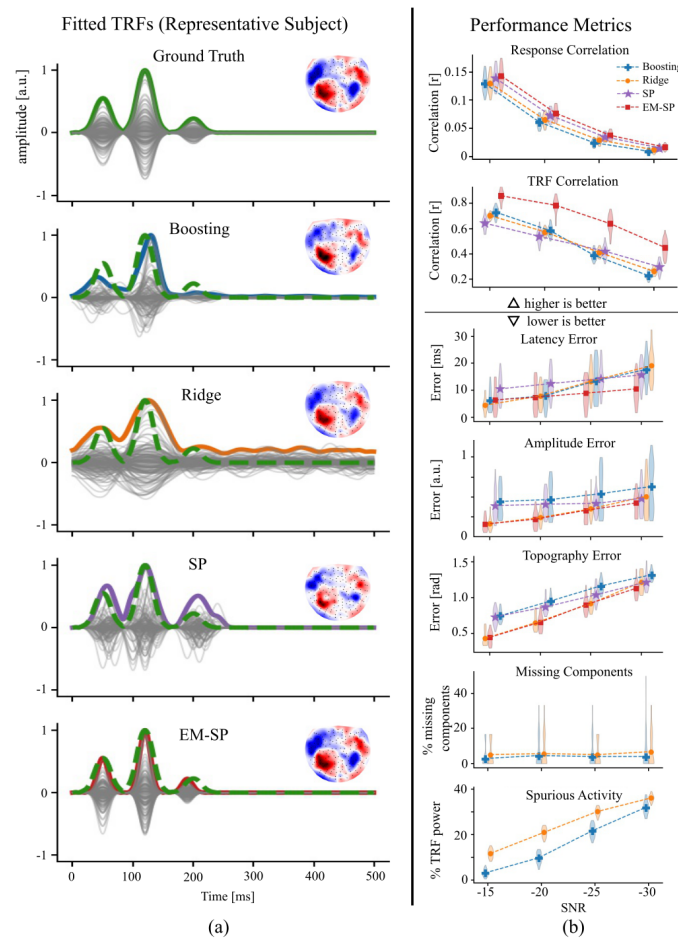 Fitted TRFs (Representative Subject)
Ground Truth
amplitude [a.u.]
1
0
-1
Boosting
1
0
-1
Ridge
1
0
1
SP
1
0
-1
EM-SP
1
0
-1
0
100
200
300
400
500
Time [ms]
(a)
Performance Metrics
Response Correlation
Correlation [r]
0.15
0.1
0.05
0
Boosting
Ridge
SP
EM-SP
TRF Correlation
Correlation [r]
0.8
0.6
0.4
0.2
△ higher is better
▽ lower is better
Latency Error
Error [ms]
30
20
10
0
Amplitude Error
Error [a.u.]
1
0
Topography Error
Error [rad]
1.5
1.0
0.5
Missing Components
% missing
components
40
20
0
Spurious Activity
% TRF power
40
20
0
-15
-20
-25
-30
SNR
(b)